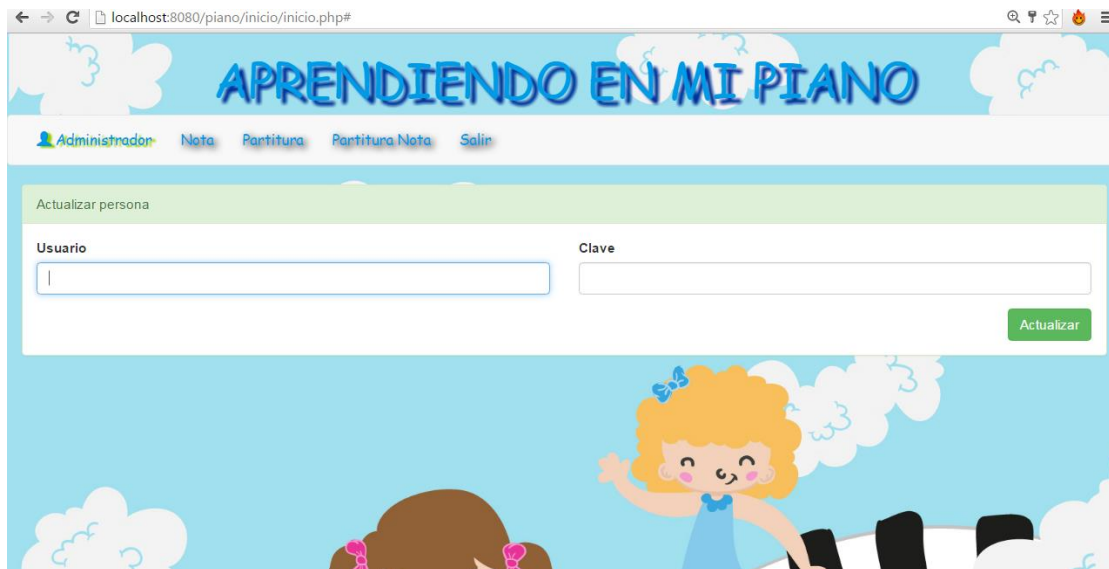 localhost:8080/piano/inicio/inicio.php#
APRENDIENDO EN MI PIANO
Administrador Nota Partitura Partitura Nota Salir
Actualizar persona
Usuario Clave
Actualizar